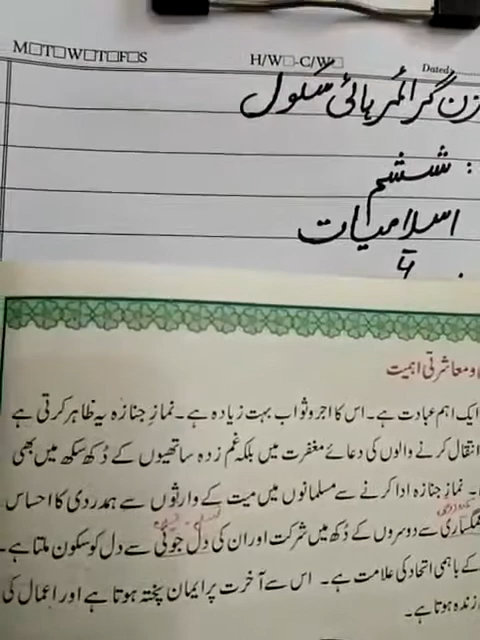 M□T□W□T□F□S H/W□-C/W□ Dated:
گرائمر ہائی سکول
: ششم
اسلامیات
و معاشرتی اہمیت
ایک اہم عبادت ہے۔ اس کا اجر و ثواب بہت زیادہ ہے۔ نمازِ جنازہ یہ ظاہر کرتی ہے
انتقال کرنے والوں کی دعائے مغفرت میں بلکہ غم زدہ ساتھیوں کے دُکھ سکھ میں بھی
۔ نمازِ جنازہ ادا کرنے سے مسلمانوں میں میت کے وارثوں سے ہمدردی کا احساس
غمگساری سے دوسروں کے دُکھ میں شرکت اور ان کی دل جوئی سے دل کو سکون ملتا ہے۔
کے باہمی اتحاد کی علامت ہے۔ اس سے آخرت پر ایمان پختہ ہوتا ہے اور اعمال کی
زندہ ہوتا ہے۔